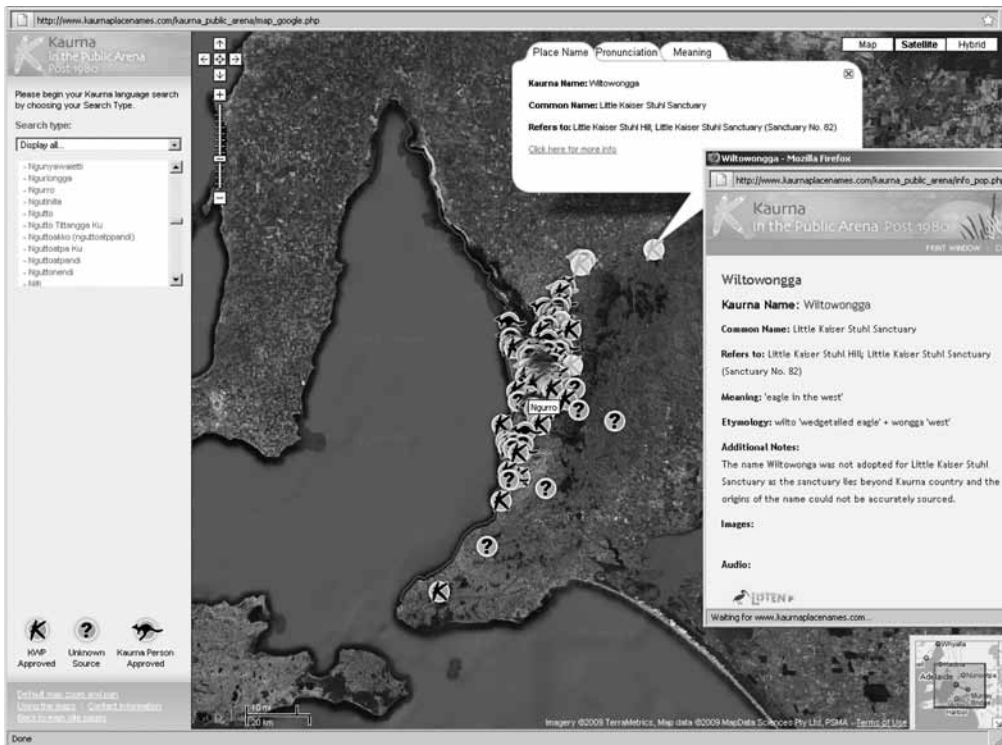 http://www.kaurnaplacenames.com/kaurna_public_arena/map_google.php
Kaurna
in the Public Arena
Post 1980
Please begin your Kaurna language search
by choosing your Search Type.
Search type:
Display all...
- Ngunyawaietti
- Ngurlongga
- Ngurro
- Ngutinilla
- Ngutto
- Ngutto Tittangga Ku
- Nguttoakko (nguttoatppandi)
- Nguttoatpa Ku
- Nguttoatpandi
- Nguttonendi
KWP
Approved
Unknown
Source
Kaurna Person
Approved
Default map zoom and pan
Using the maps | Contact Information
Back to main site pages
Done
Map
Satellite
Hybrid
Place Name
Pronunciation
Meaning
Kaurna Name: Wiltowongga
Common Name: Little Kaiser Stuhl Sanctuary
Refers to: Little Kaiser Stuhl Hill, Little Kaiser Stuhl Sanctuary (Sanctuary No. 82)
Click here for more info
Ngurro
10 mi
20 km
Imagery ©2009 TerraMetrics, Map data ©2009 MapData Sciences Pty Ltd, PSMA - Terms of Use
Wiltowongga - Mozilla Firefox
http://www.kaurnaplacenames.com/kaurna_public_arena/info_pop.ph
Kaurna
in the Public Arena Post 1980
PRINT WINDOW
Wiltowongga
Kaurna Name: Wiltowongga
Common Name: Little Kaiser Stuhl Sanctuary
Refers to: Little Kaiser Stuhl Hill; Little Kaiser Stuhl Sanctuary
(Sanctuary No. 82)
Meaning: 'eagle in the west'
Etymology: wilto 'wedgetailed eagle' + wongga 'west'
Additional Notes:
The name Wiltowonga was not adopted for Little Kaiser Stuhl
Sanctuary as the sanctuary lies beyond Kaurna country and the
origins of the name could not be accurately sourced.
Images:
Audio:
LISTEN
Waiting for www.kaurnaplacenames.com...
Whyalla
Adelaide
Murray
Bridge